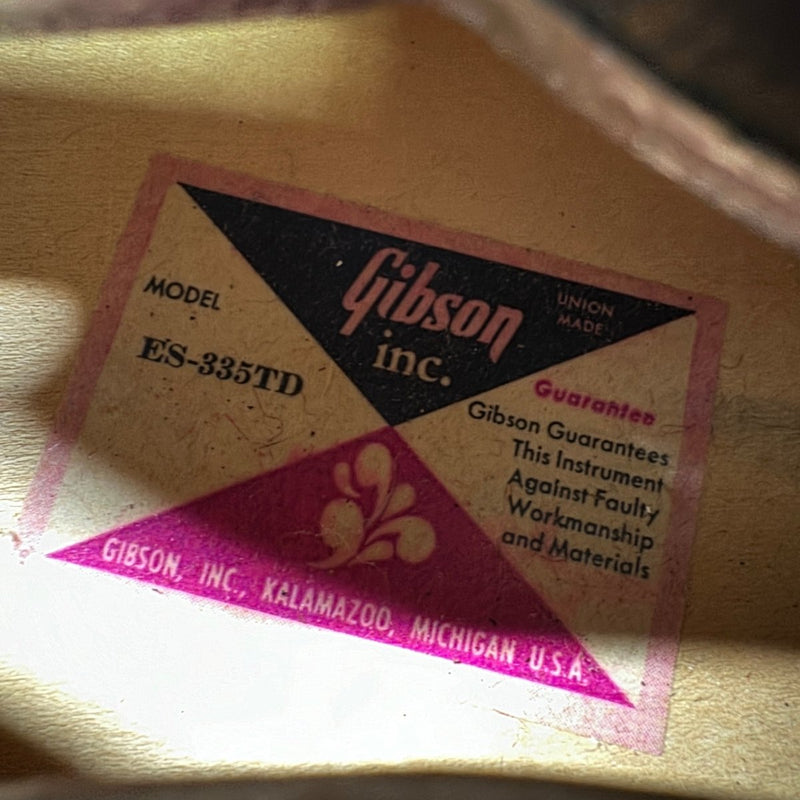 Gibson
inc.
UNION
MADE
MODEL
ES-335TD
Guarantee
Gibson Guarantees
This Instrument
Against Faulty
Workmanship
and Materials
GIBSON, INC., KALAMAZOO, MICHIGAN U.S.A.